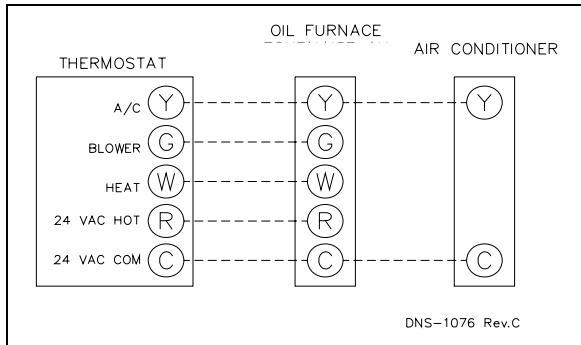 OIL FURNACE
AIR CONDITIONER
THERMOSTAT
A/C Y Y Y
BLOWER G G
HEAT W W
24 VAC HOT R R
24 VAC COM C C C
DNS-1076 Rev.C